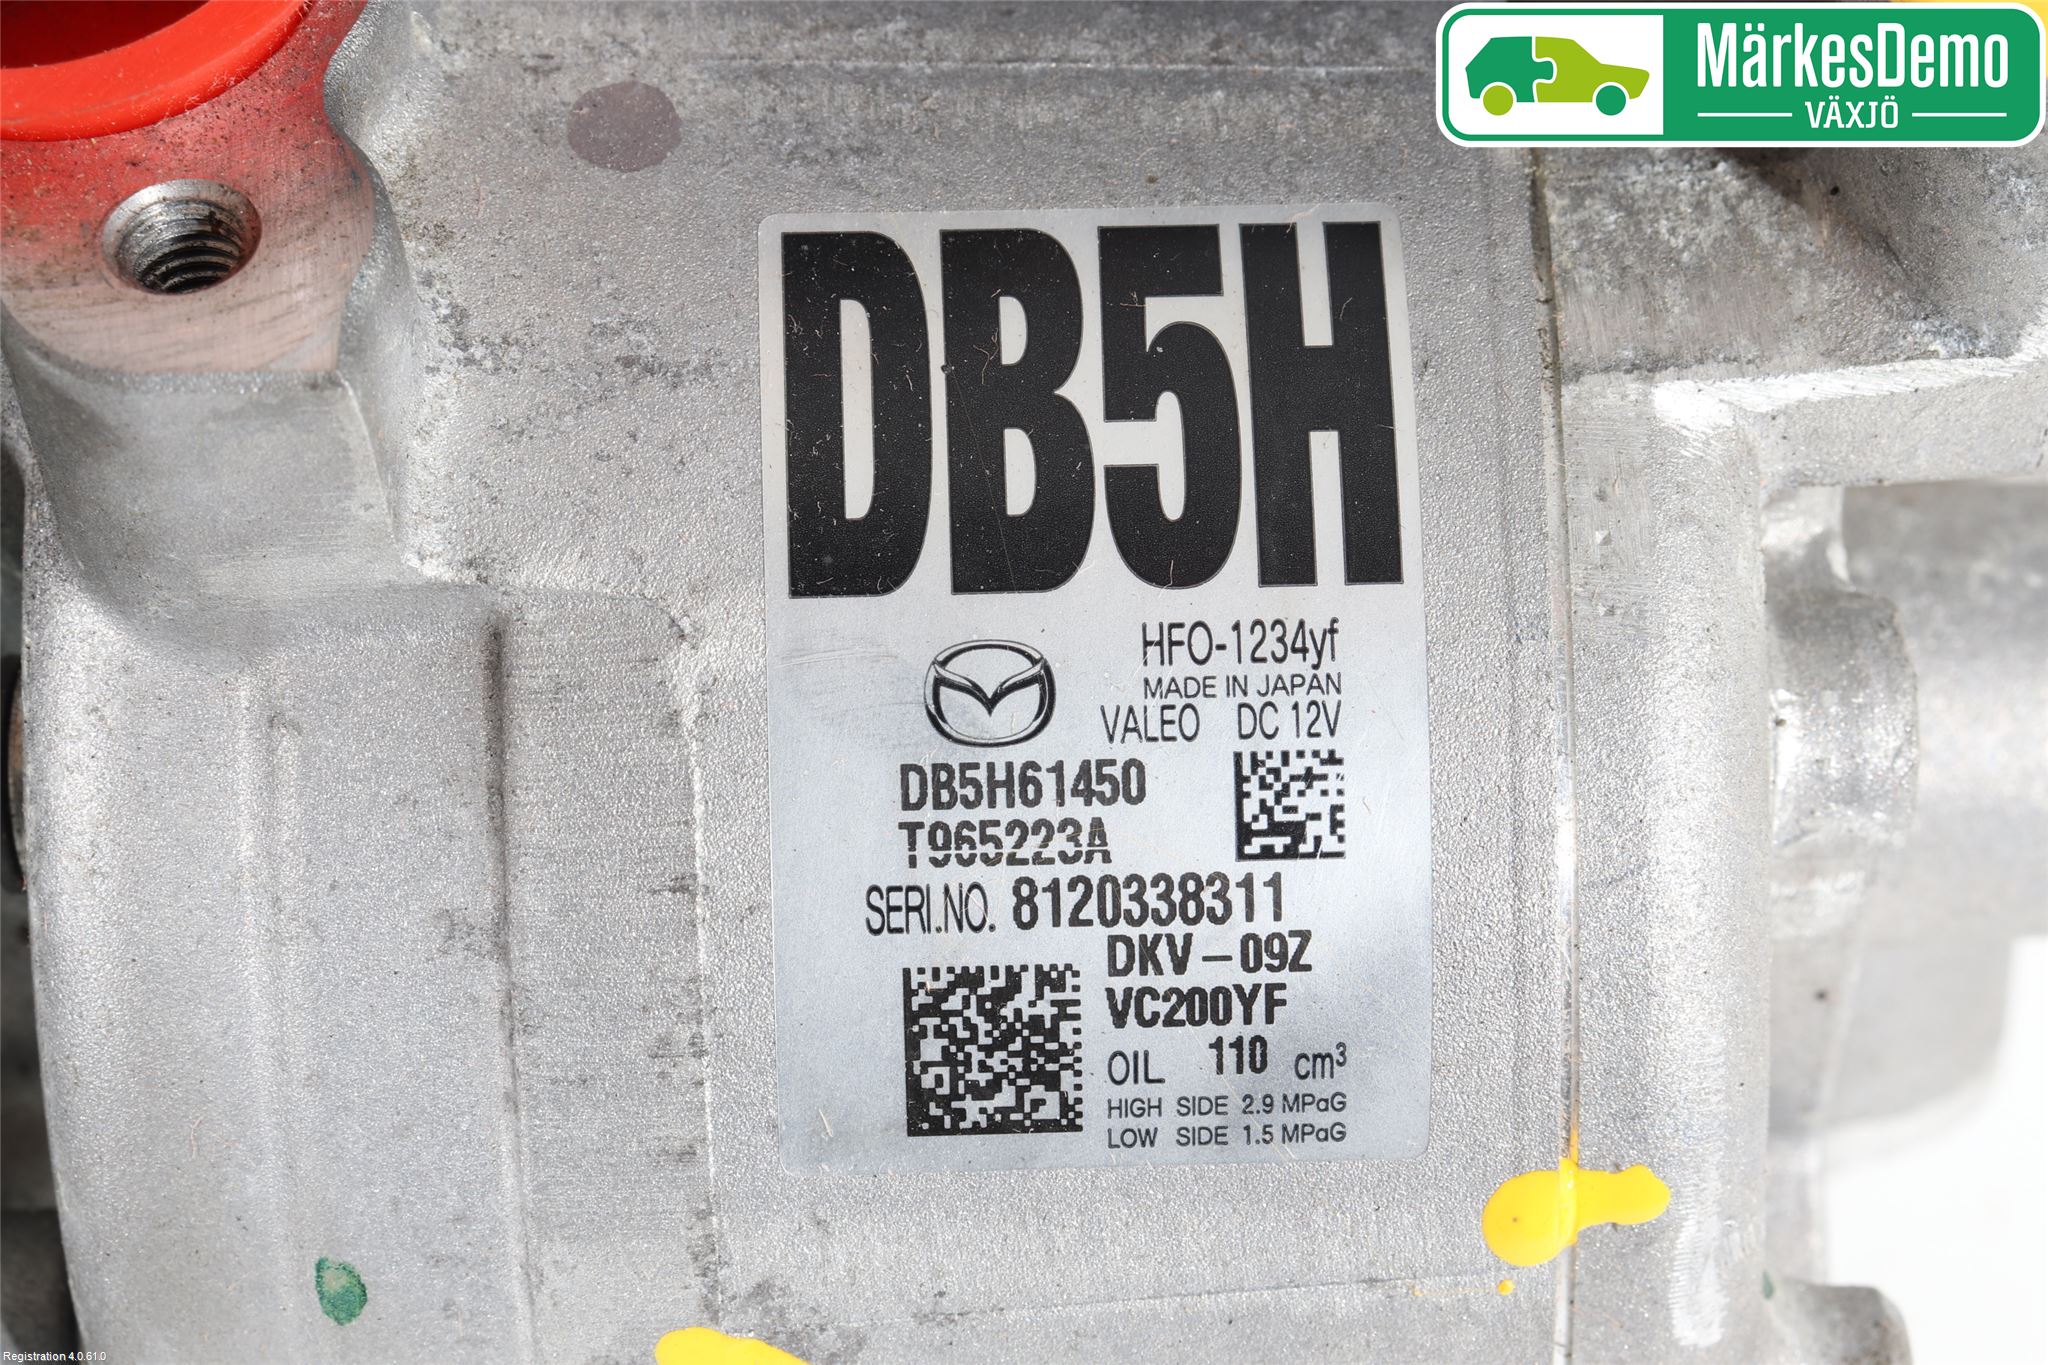 MärkesDemo
VÄXJÖ
DB5H
HFO-1234yf
MADE IN JAPAN
VALEO DC 12V
DB5H61450
T965223A
SERI.NO. 8120338311
DKV-09Z
VC200YF
OIL 110 cm³
HIGH SIDE 2.9 MPaG
LOW SIDE 1.5 MPaG
Registration 4.0.61.0